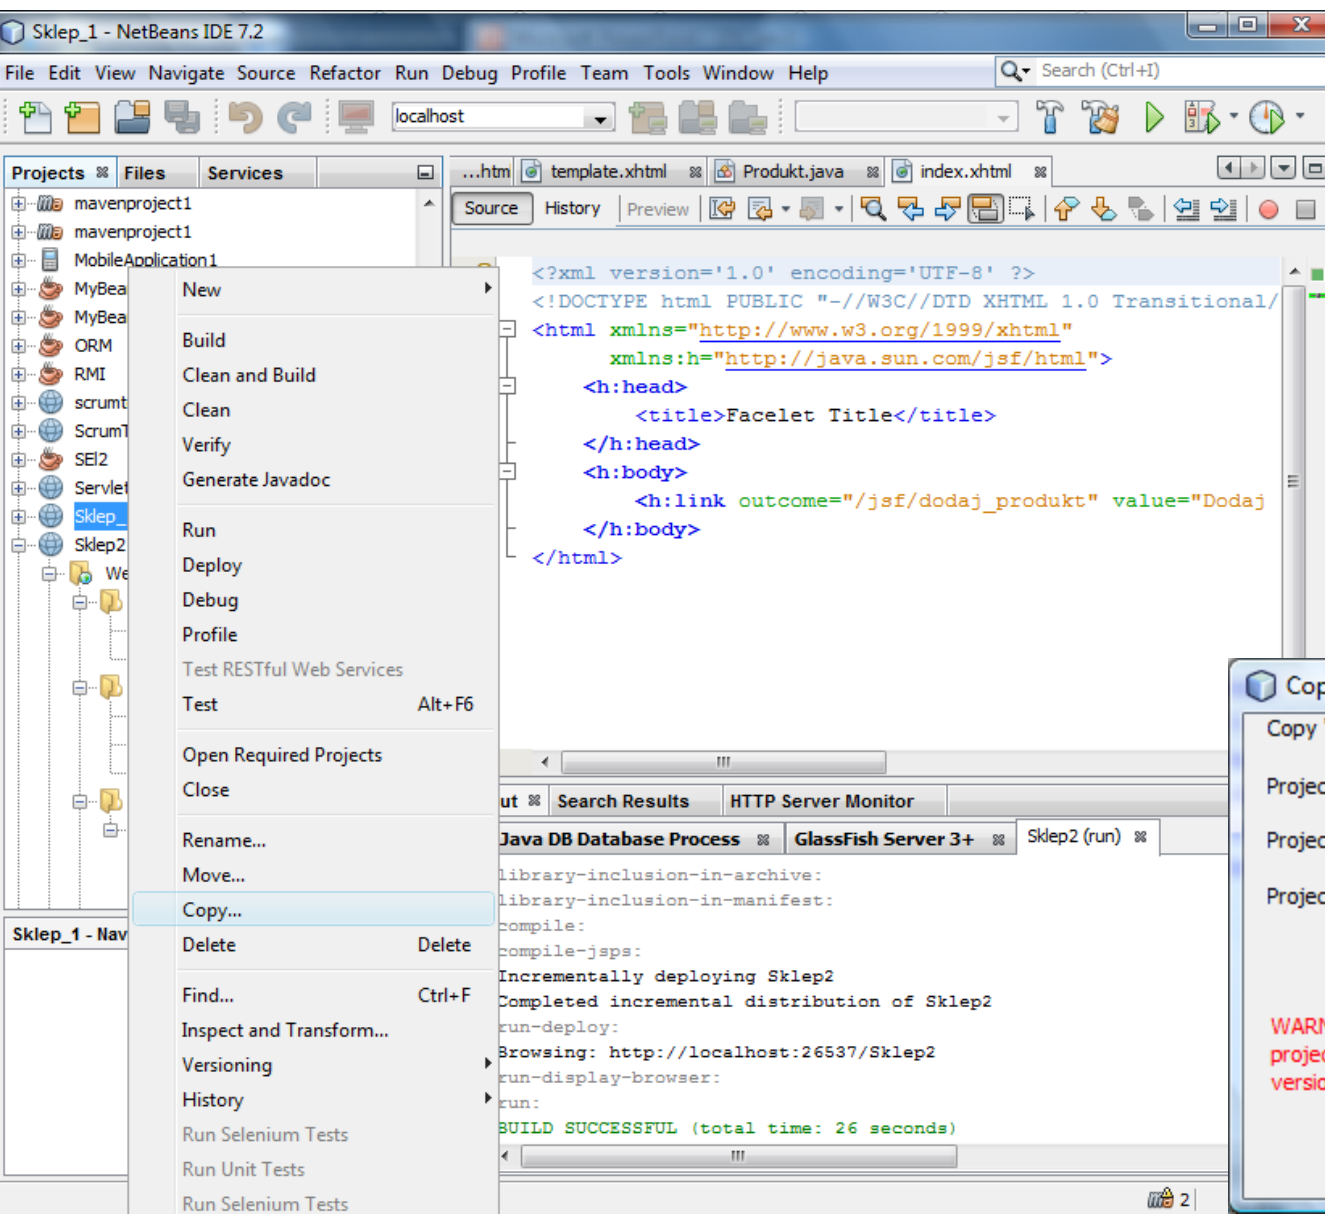 Sklep_1 - NetBeans IDE 7.2
File Edit View Navigate Source Refactor Run Debug Profile Team Tools Window Help
Search (Ctrl+I)
localhost
Projects Files Services
mavenproject1
mavenproject1
MobileApplication1
MyBea
MyBea
ORM
RMI
scrumt
ScrumT
SEI2
Servlet
Sklep_
Sklep2
We
Sklep_1 - Nav
New
Build
Clean and Build
Clean
Verify
Generate Javadoc
Run
Deploy
Debug
Profile
Test RESTful Web Services
Test Alt+F6
Open Required Projects
Close
Rename...
Move...
Copy...
Delete Delete
Find... Ctrl+F
Inspect and Transform...
Versioning
History
Run Selenium Tests
Run Unit Tests
Run Selenium Tests
...htm template.xhtml Produkt.java index.xhtml
Source History Preview
<?xml version='1.0' encoding='UTF-8' ?>
<!DOCTYPE html PUBLIC "-//W3C//DTD XHTML 1.0 Transitional/
<html xmlns="http://www.w3.org/1999/xhtml"
xmlns:h="http://java.sun.com/jsf/html">
<h:head>
<title>Facelet Title</title>
</h:head>
<h:body>
<h:link outcome="/jsf/dodaj_produkt" value="Dodaj
</h:body>
</html>
ut Search Results HTTP Server Monitor
Java DB Database Process GlassFish Server 3+ Sklep2 (run)
library-inclusion-in-archive:
library-inclusion-in-manifest:
compile:
compile-jsps:
Incrementally deploying Sklep2
Completed incremental distribution of Sklep2
run-deploy:
Browsing: http://localhost:26537/Sklep2
run-display-browser:
run:
BUILD SUCCESSFUL (total time: 26 seconds)
2
Cop
Copy
Projec
Projec
Projec
WARN
projec
versio